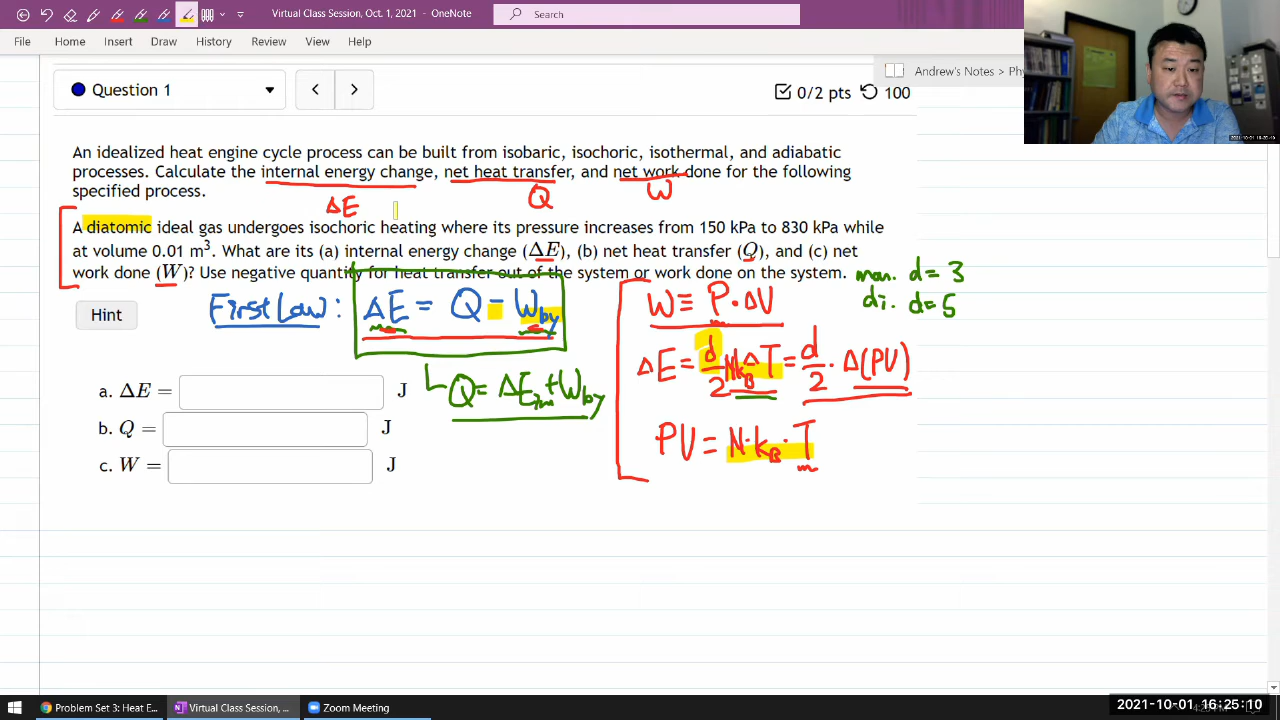 Virtual Class Session, Oct. 1, 2021 - OneNote
Search
File Home Insert Draw History Review View Help
Andrew's Notes > Ph
Question 1
0/2 pts 100
An idealized heat engine cycle process can be built from isobaric, isochoric, isothermal, and adiabatic
processes. Calculate the internal energy change, net heat transfer, and net work done for the following
specified process.
ΔE Q W
A diatomic ideal gas undergoes isochoric heating where its pressure increases from 150 kPa to 830 kPa while
at volume 0.01 m³. What are its (a) internal energy change (ΔE), (b) net heat transfer (Q), and (c) net
work done (W)? Use negative quantity for heat transfer out of the system or work done on the system.
mon. d = 3
di. d = 5
Hint
First Law: ΔE = Q - Wby
W ≡ P · ΔV
ΔE = d/2 NkBΔT = d/2 · Δ(PV)
Q = ΔEint + Wby
PV = N · kB · T
a. ΔE = J
b. Q = J
c. W = J
Problem Set 3: Heat E...
Virtual Class Session, ...
Zoom Meeting
2021-10-01 16:25:10